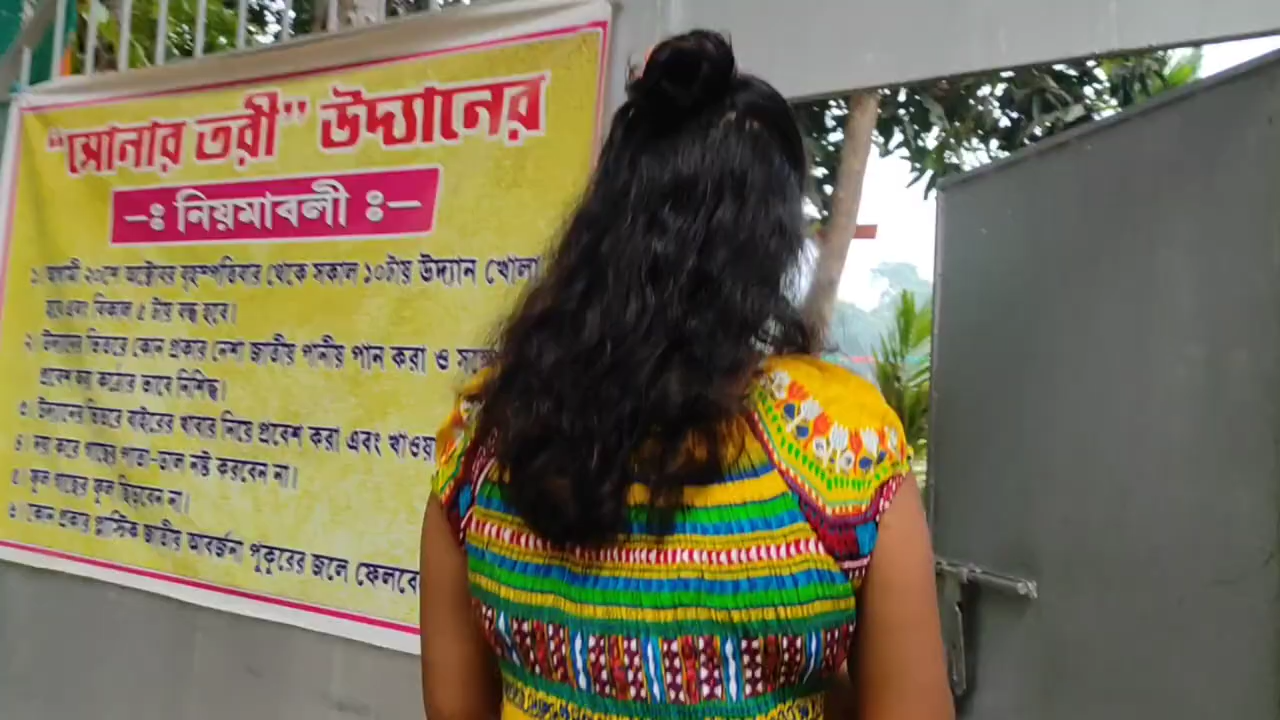 “সোনার তরী” উদ্যানের
-ঃ নিয়মাবলী ঃ-
১. আগামী ২০শে অক্টোবর বৃহস্পতিবার থেকে সকাল ১০টায় উদ্যান খোলা
হবে এবং বিকাল ৫ টায় বন্ধ হবে।
২. উদ্যানের ভিতরে কোন প্রকার নেশা জাতীয় পানীয় পান করা ও
প্রবেশ করা কঠোর ভাবে নিষিদ্ধ।
৩. উদ্যানের ভিতরে বাইরের খাবার নিয়ে প্রবেশ করা এবং খাওয়া
৪. দয়া করে গাছের পাতা-ডাল নষ্ট করবেন না।
৫. ফুল গাছের ফুল ছিড়বেন না।
৬. কোন প্রকার প্লাস্টিক জাতীয় আবর্জনা পুকুরের জলে ফেলবে